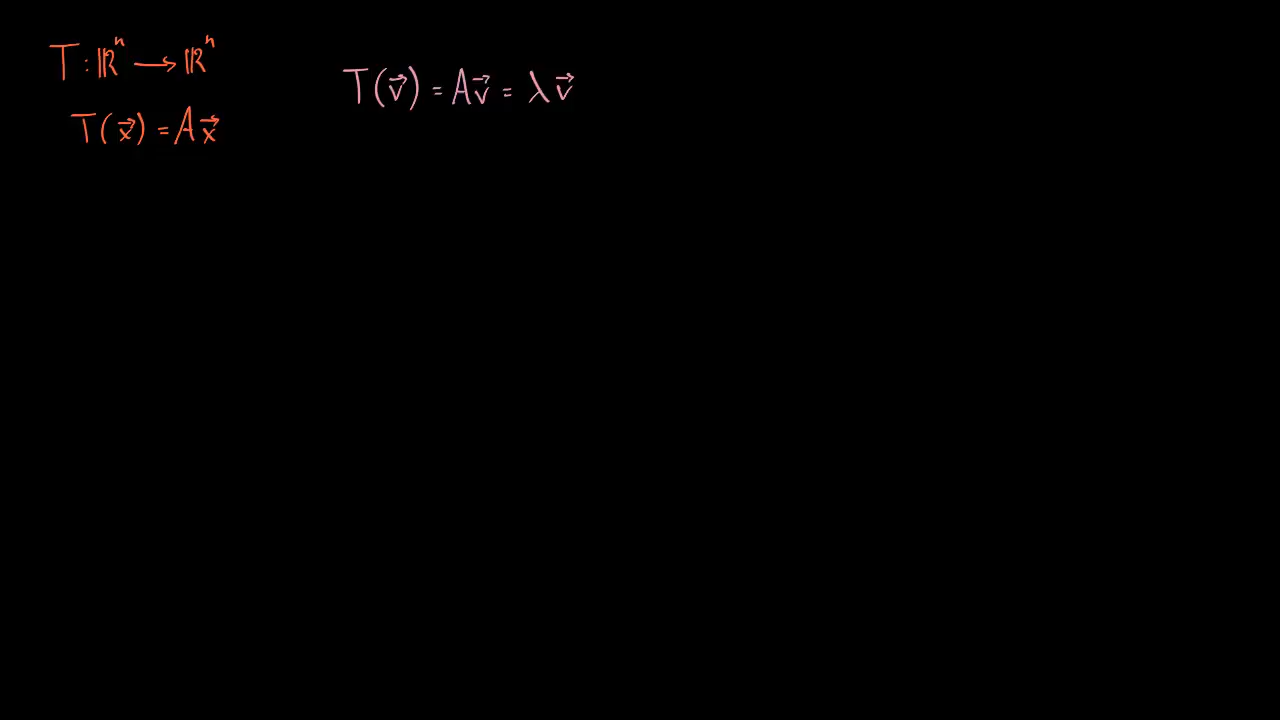 T : ℝⁿ ⟶ ℝⁿ
T(x⃗) = Ax⃗
T(v⃗) = Av⃗ = λv⃗